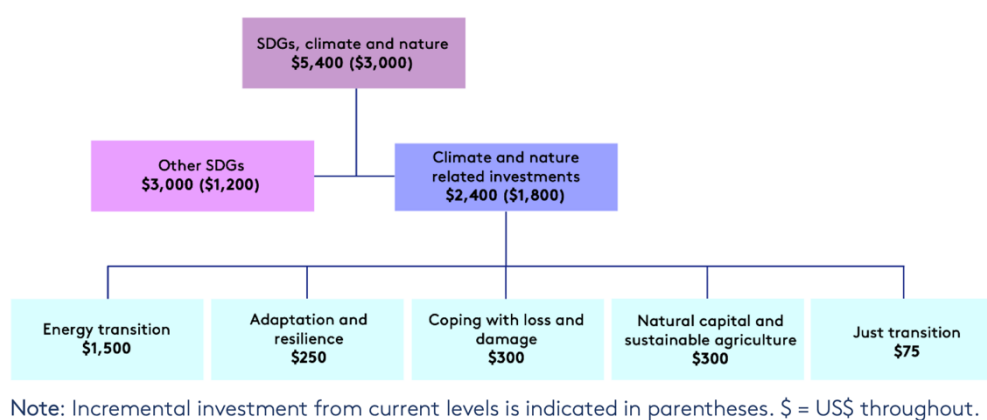 SDGs, climate and nature
$5,400 ($3,000)
Other SDGs
$3,000 ($1,200)
Climate and nature
related investments
$2,400 ($1,800)
Energy transition
$1,500
Adaptation and
resilience
$250
Coping with loss and
damage
$300
Natural capital and
sustainable agriculture
$300
Just transition
$75
Note: Incremental investment from current levels is indicated in parentheses. $ = US$ throughout.